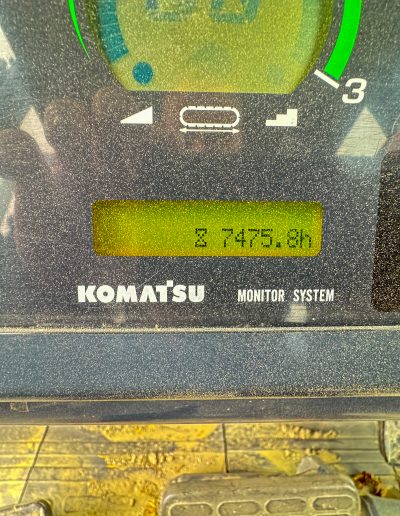 3
7475.8h
KOMATSU MONITOR SYSTEM